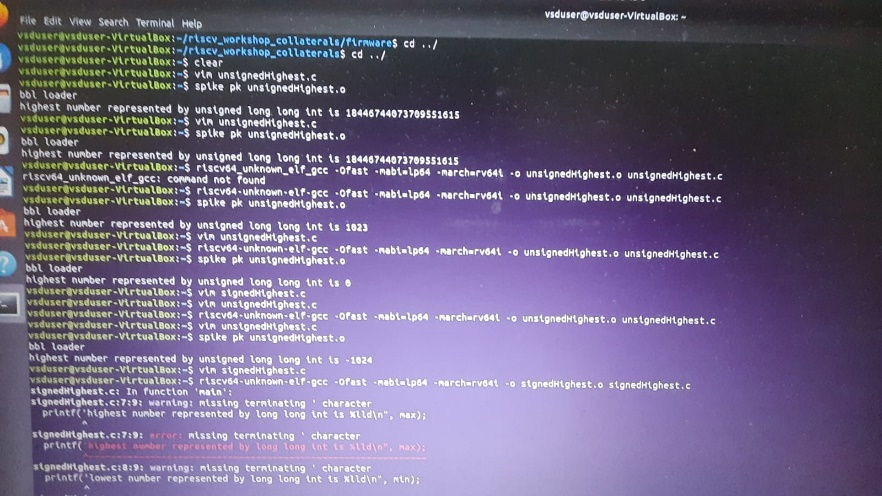 vsduser@vsduser-VirtualBox: ~
File Edit View Search Terminal Help
vsduser@vsduser-VirtualBox:~/riscv_workshop_collaterals/firmware$ cd ../
vsduser@vsduser-VirtualBox:~/riscv_workshop_collaterals$ cd ../
vsduser@vsduser-VirtualBox:~$ clear
vsduser@vsduser-VirtualBox:~$ vim unsignedHighest.c
vsduser@vsduser-VirtualBox:~$ spike pk unsignedHighest.o
bbl loader
highest number represented by unsigned long long int is 18446744073709551615
vsduser@vsduser-VirtualBox:~$ vim unsignedHighest.c
vsduser@vsduser-VirtualBox:~$ spike pk unsignedHighest.o
bbl loader
highest number represented by unsigned long long int is 18446744073709551615
vsduser@vsduser-VirtualBox:~$ riscv64_unknown_elf_gcc -Ofast -mabi=lp64 -march=rv64i -o unsignedHighest.o unsignedHighest.c
riscv64_unknown_elf_gcc: command not found
vsduser@vsduser-VirtualBox:~$ riscv64-unknown-elf-gcc -Ofast -mabi=lp64 -march=rv64i -o unsignedHighest.o unsignedHighest.c
vsduser@vsduser-VirtualBox:~$ spike pk unsignedHighest.o
bbl loader
highest number represented by unsigned long long int is 1023
vsduser@vsduser-VirtualBox:~$ vim unsignedHighest.c
vsduser@vsduser-VirtualBox:~$ riscv64-unknown-elf-gcc -Ofast -mabi=lp64 -march=rv64i -o unsignedHighest.o unsignedHighest.c
vsduser@vsduser-VirtualBox:~$ spike pk unsignedHighest.o
bbl loader
highest number represented by unsigned long long int is 0
vsduser@vsduser-VirtualBox:~$ vim signedHighest.c
vsduser@vsduser-VirtualBox:~$ vim unsignedHighest.c
vsduser@vsduser-VirtualBox:~$ riscv64-unknown-elf-gcc -Ofast -mabi=lp64 -march=rv64i -o unsignedHighest.o unsignedHighest.c
vsduser@vsduser-VirtualBox:~$ vim unsignedHighest.c
vsduser@vsduser-VirtualBox:~$ spike pk unsignedHighest.o
bbl loader
highest number represented by unsigned long long int is -1024
vsduser@vsduser-VirtualBox:~$ vim signedHighest.c
vsduser@vsduser-VirtualBox:~$ riscv64-unknown-elf-gcc -Ofast -mabi=lp64 -march=rv64i -o signedHighest.o signedHighest.c
signedHighest.c: In function 'main':
signedHighest.c:7:9: warning: missing terminating ' character
printf('highest number represented by long long int is %lld\n", max);
^
signedHighest.c:7:9: error: missing terminating ' character
printf('highest number represented by long long int is %lld\n", max);
signedHighest.c:8:9: warning: missing terminating ' character
printf('lowest number represented by long long int is %lld\n", min);
^